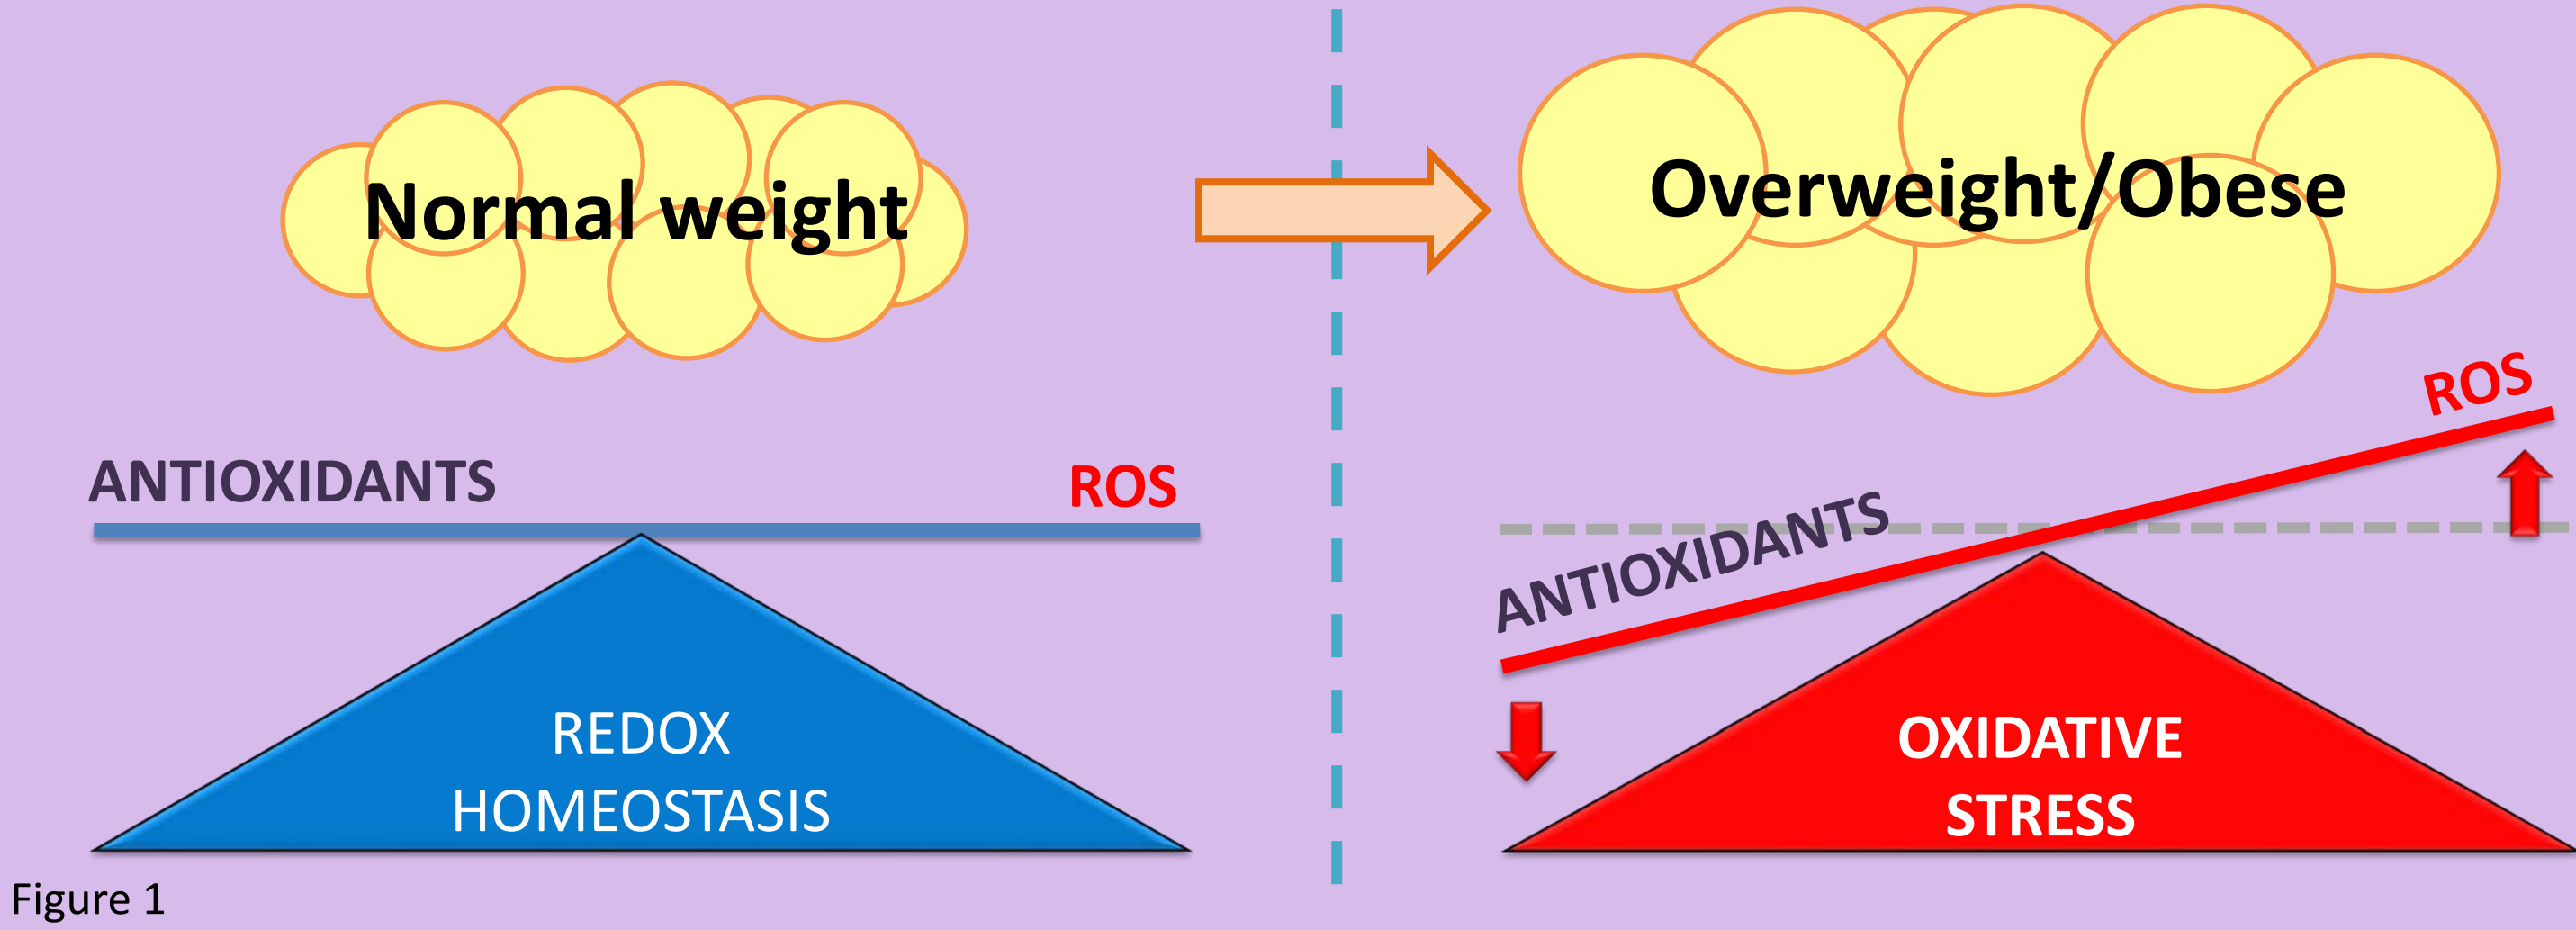 Normal weight
Overweight/Obese
ANTIOXIDANTS
ROS
ANTIOXIDANTS
ROS
REDOX
HOMEOSTASIS
OXIDATIVE
STRESS
Figure 1